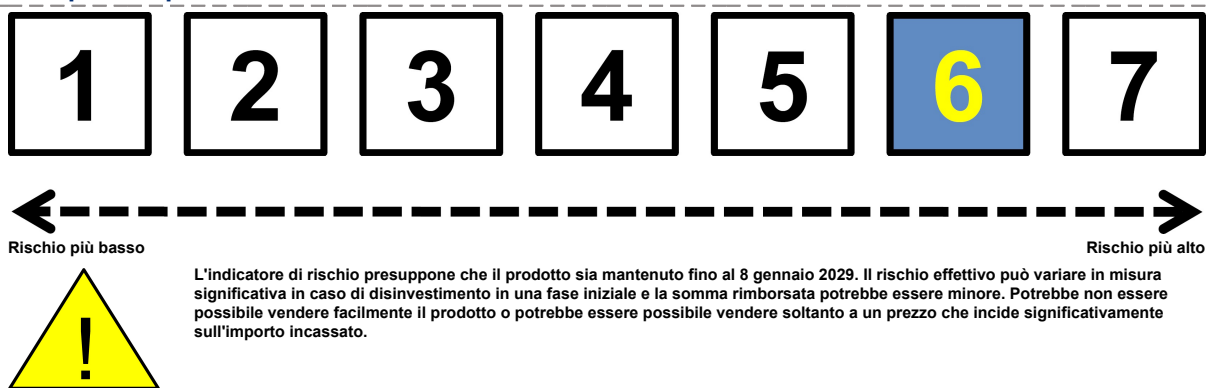 1 2 3 4 5 6 7
Rischio più basso Rischio più alto
!
L'indicatore di rischio presuppone che il prodotto sia mantenuto fino al 8 gennaio 2029. Il rischio effettivo può variare in misura
significativa in caso di disinvestimento in una fase iniziale e la somma rimborsata potrebbe essere minore. Potrebbe non essere
possibile vendere facilmente il prodotto o potrebbe essere possibile vendere soltanto a un prezzo che incide significativamente
sull'importo incassato.